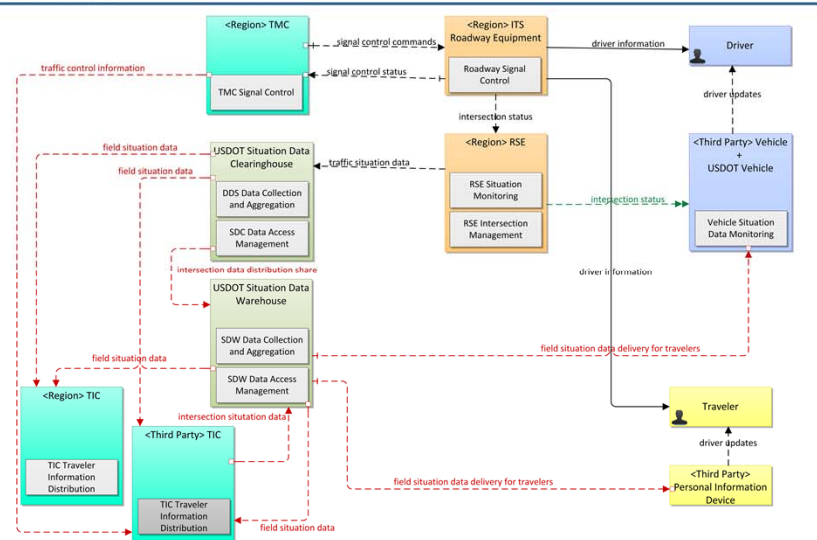 <Region> TMC
TMC Signal Control
<Region> ITS
Roadway Equipment
Roadway Signal
Control
signal control commands
signal control status
driver information
Driver
driver updates
traffic control information
intersection status
<Region> RSE
RSE Situation
Monitoring
RSE Intersection
Management
<Third Party> Vehicle
+
USDOT Vehicle
Vehicle Situation
Data Monitoring
intersection status
traffic situation data
field situation data
field situation data
USDOT Situation Data
Clearinghouse
DDS Data Collection
and Aggregation
SDC Data Access
Management
intersection data distribution share
driver information
USDOT Situation Data
Warehouse
SDW Data Collection
and Aggregation
SDW Data Access
Management
field situation data delivery for travelers
field situation data
<Region> TIC
TIC Traveler
Information
Distribution
intersection situtation data
<Third Party> TIC
TIC Traveler
Information
Distribution
field situation data
field situation data delivery for travelers
Traveler
driver updates
<Third Party>
Personal Information
Device